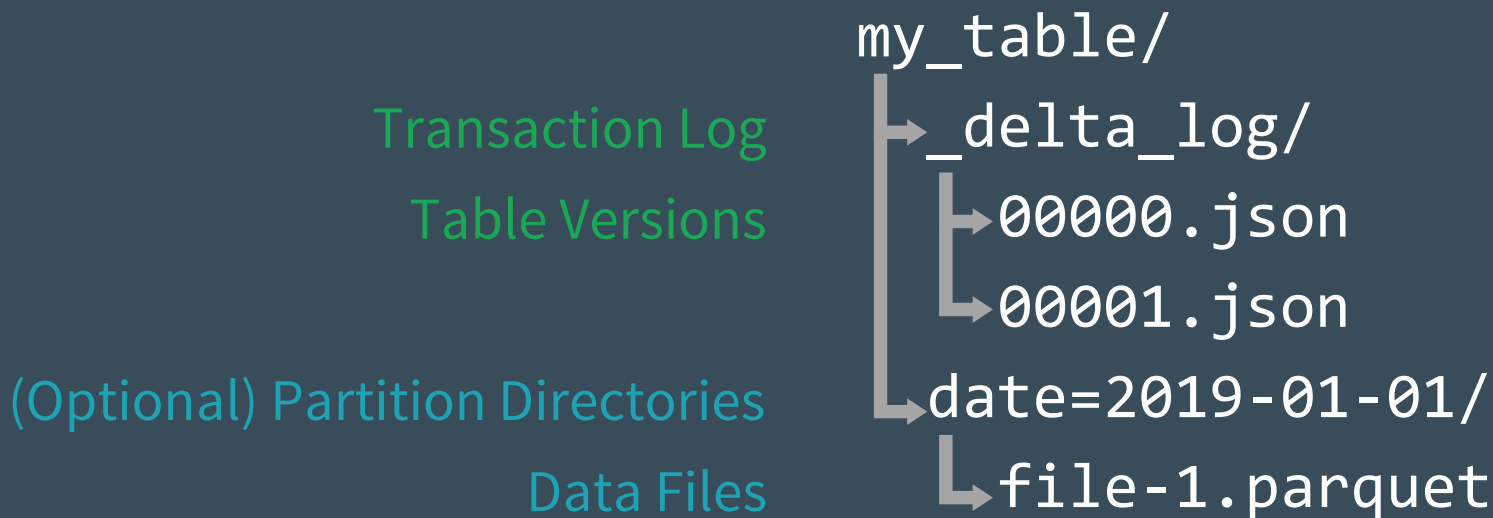 my_table/
Transaction Log _delta_log/
Table Versions 00000.json
00001.json
(Optional) Partition Directories date=2019-01-01/
Data Files file-1.parquet